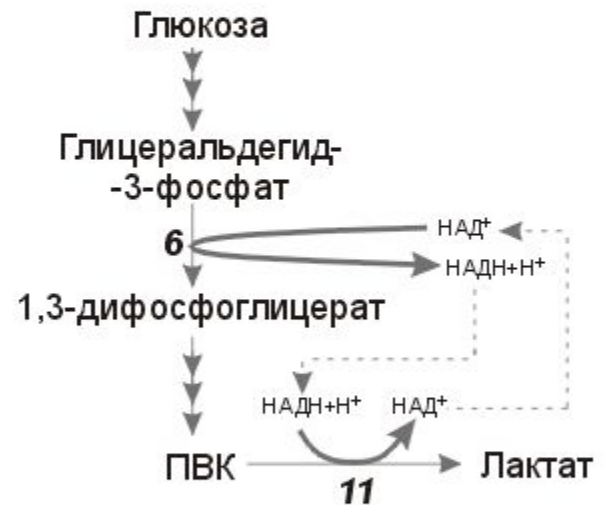 Глюкоза
Глицеральдегид-
-3-фосфат
6
НАД⁺
НАДН+Н⁺
1,3-дифосфоглицерат
НАДН+Н⁺ НАД⁺
ПВК
Лактат
11